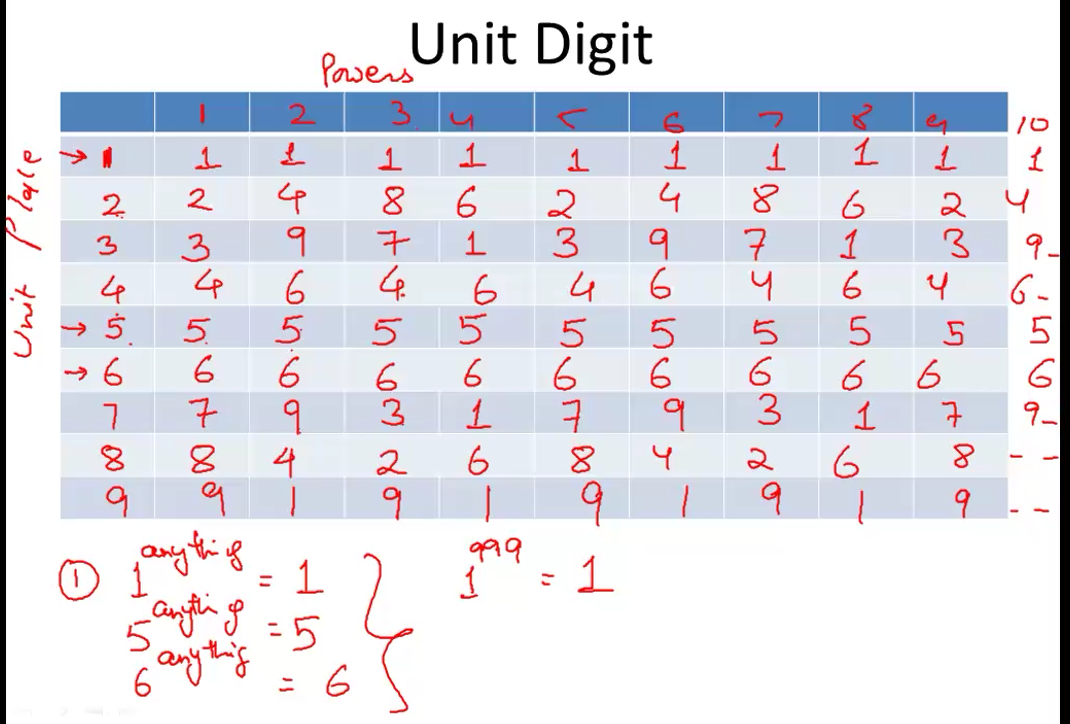 Unit Digit
Powers
1 2 3 4 5 6 7 8 9 10
Unit Place
1 1 1 1 1 1 1 1 1 1 1
2 2 4 8 6 2 4 8 6 2 4
3 3 9 7 1 3 9 7 1 3 9-
4 4 6 4 6 4 6 4 6 4 6-
5 5 5 5 5 5 5 5 5 5 5
6 6 6 6 6 6 6 6 6 6 6
7 7 9 3 1 7 9 3 1 7 9-
8 8 4 2 6 8 4 2 6 8 --
9 9 1 9 1 9 1 9 1 9 --
① 1^anything = 1 1^999 = 1
5^anything = 5
6^anything = 6